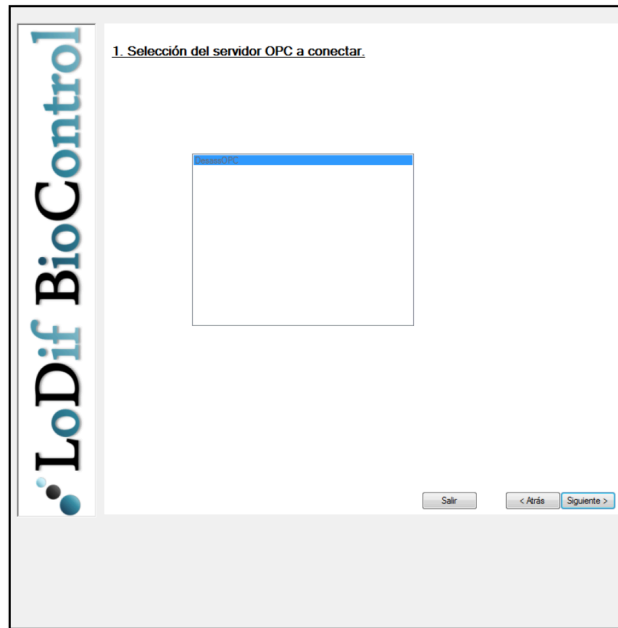 LoDif BioControl
1. Selección del servidor OPC a conectar.
Salir
< Atrás
Siguiente >